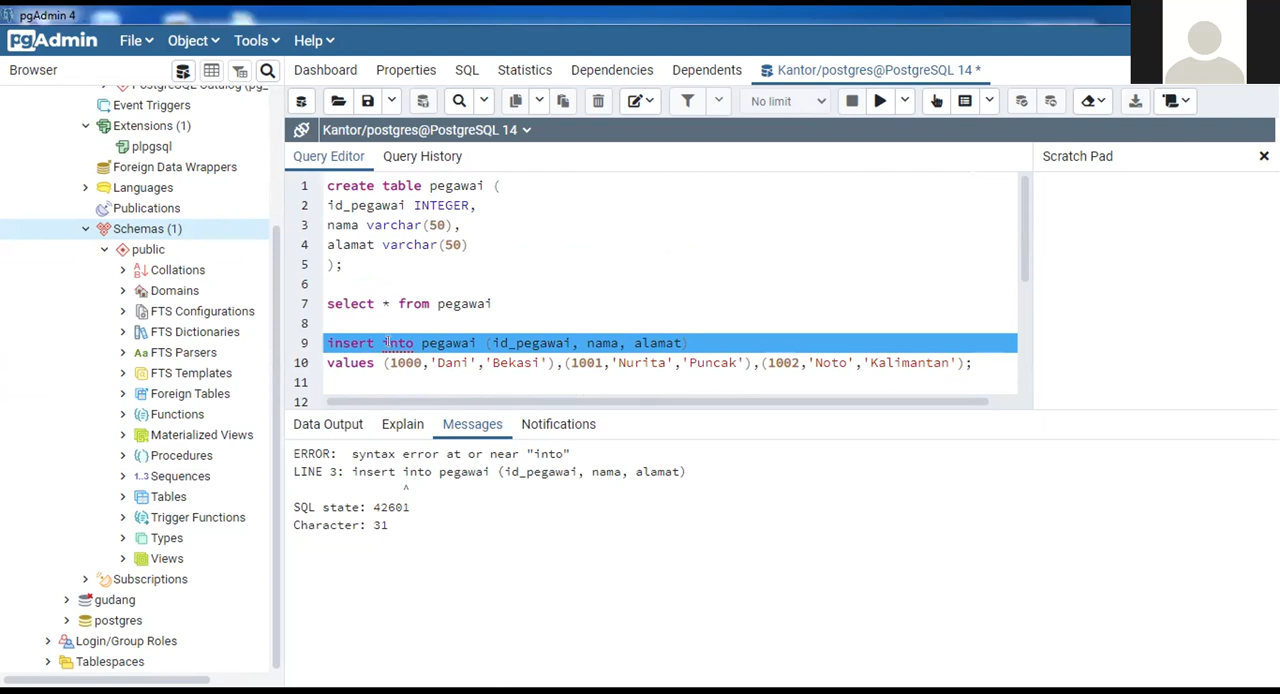 pgAdmin 4
pgAdmin File Object Tools Help
Browser
Dashboard Properties SQL Statistics Dependencies Dependents Kantor/postgres@PostgreSQL 14 *
PostgreSQL Catalog (pg_
Event Triggers
Extensions (1)
plpgsql
Foreign Data Wrappers
Languages
Publications
Schemas (1)
public
Collations
Domains
FTS Configurations
FTS Dictionaries
Aa FTS Parsers
FTS Templates
Foreign Tables
Functions
Materialized Views
Procedures
1..3 Sequences
Tables
Trigger Functions
Types
Views
Subscriptions
gudang
postgres
Login/Group Roles
Tablespaces
No limit
Kantor/postgres@PostgreSQL 14
Query Editor Query History
Scratch Pad
1 create table pegawai (
2 id_pegawai INTEGER,
3 nama varchar(50),
4 alamat varchar(50)
5 );
6
7 select * from pegawai
8
9 insert into pegawai (id_pegawai, nama, alamat)
10 values (1000,'Dani','Bekasi'),(1001,'Nurita','Puncak'),(1002,'Noto','Kalimantan');
11
12
Data Output Explain Messages Notifications
ERROR: syntax error at or near "into"
LINE 3: insert into pegawai (id_pegawai, nama, alamat)
^
SQL state: 42601
Character: 31